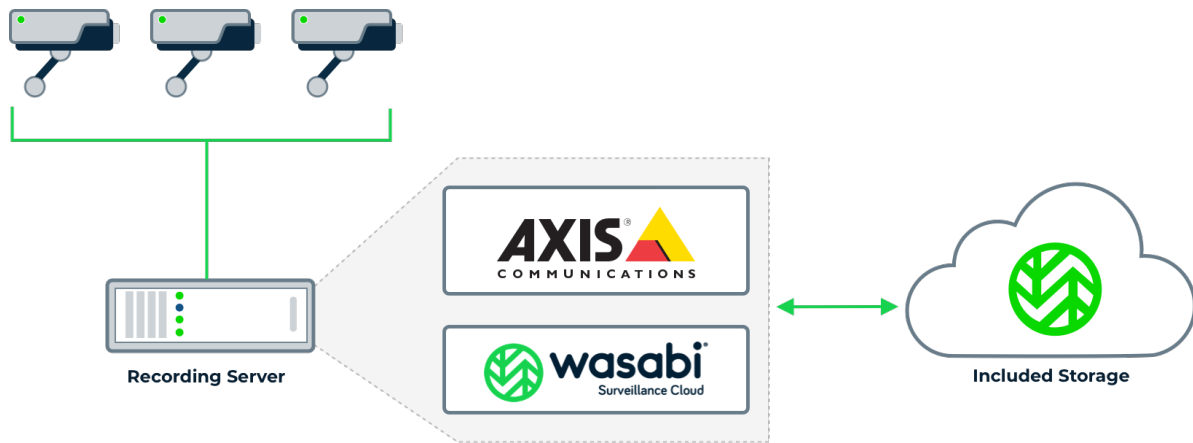 AXIS®
COMMUNICATIONS
wasabi®
Surveillance Cloud
Recording Server
Included Storage